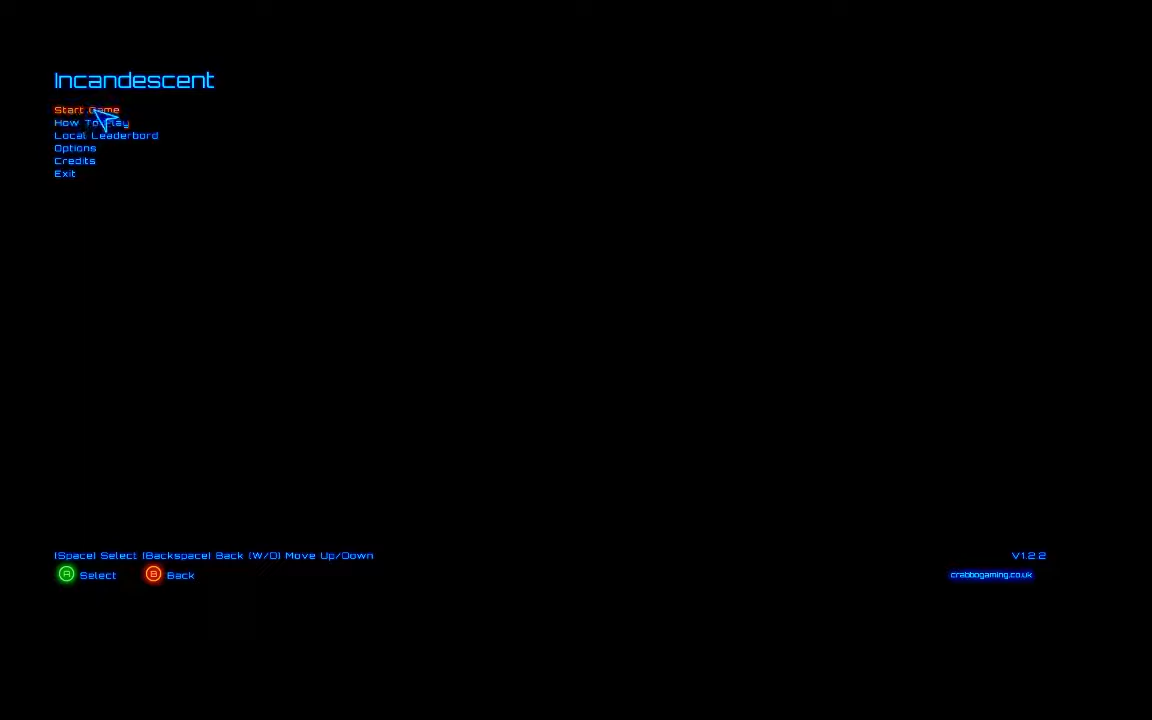 Incandescent
Start Game
How To Play
Local Leaderbord
Options
Credits
Exit
[Space] Select [Backspace] Back [W/D] Move Up/Down
V1.2.2
A Select B Back
crabbogaming.co.uk